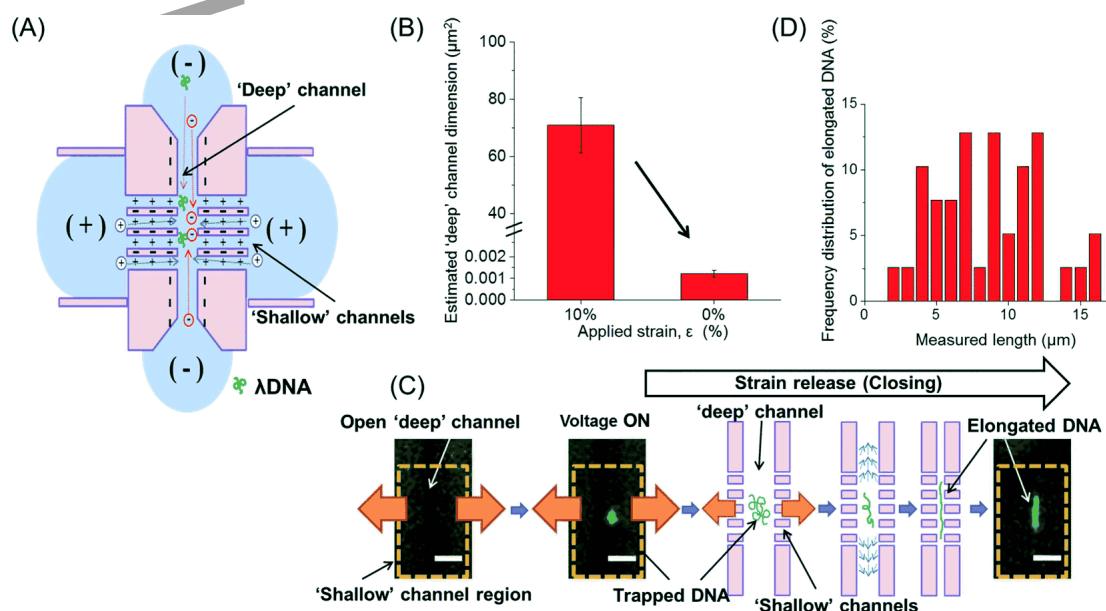 (A)
(-)
'Deep' channel
(+)
(+)
'Shallow' channels
(-)
λDNA
(B)
Estimated 'deep' channel dimension (µm²)
100
80
60
40
0.002
0.001
0.000
10%
0%
Applied strain, ε (%)
(D)
Frequency distribution of elongated DNA (%)
15
10
5
0
0
5
10
15
Measured length (µm)
(C)
Strain release (Closing)
Open 'deep' channel
Voltage ON
'deep' channel
Elongated DNA
'Shallow' channel region
Trapped DNA
'Shallow' channels